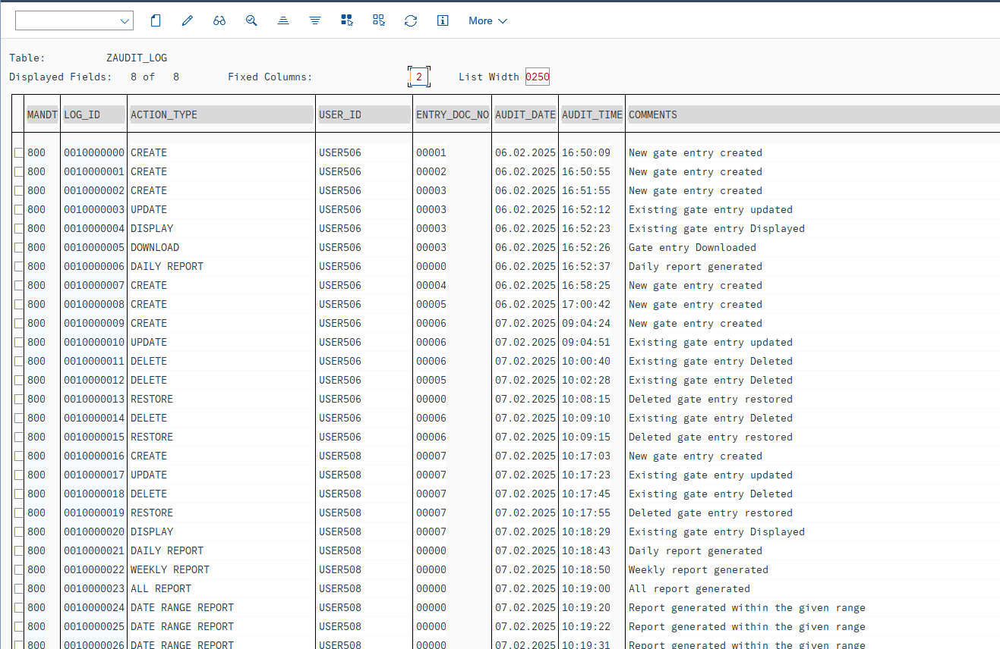 More
Table: ZAUDIT_LOG
Displayed Fields: 8 of 8 Fixed Columns: 2 List Width 0250
MANDT LOG_ID ACTION_TYPE USER_ID ENTRY_DOC_NO AUDIT_DATE AUDIT_TIME COMMENTS
800 0010000000 CREATE USER506 00001 06.02.2025 16:50:09 New gate entry created
800 0010000001 CREATE USER506 00002 06.02.2025 16:50:55 New gate entry created
800 0010000002 CREATE USER506 00003 06.02.2025 16:51:55 New gate entry created
800 0010000003 UPDATE USER506 00003 06.02.2025 16:52:12 Existing gate entry updated
800 0010000004 DISPLAY USER506 00003 06.02.2025 16:52:23 Existing gate entry Displayed
800 0010000005 DOWNLOAD USER506 00003 06.02.2025 16:52:26 Gate entry Downloaded
800 0010000006 DAILY REPORT USER506 00000 06.02.2025 16:52:37 Daily report generated
800 0010000007 CREATE USER506 00004 06.02.2025 16:58:25 New gate entry created
800 0010000008 CREATE USER506 00005 06.02.2025 17:00:42 New gate entry created
800 0010000009 CREATE USER506 00006 07.02.2025 09:04:24 New gate entry created
800 0010000010 UPDATE USER506 00006 07.02.2025 09:04:51 Existing gate entry updated
800 0010000011 DELETE USER506 00006 07.02.2025 10:00:40 Existing gate entry Deleted
800 0010000012 DELETE USER506 00005 07.02.2025 10:02:28 Existing gate entry Deleted
800 0010000013 RESTORE USER506 00000 07.02.2025 10:08:15 Deleted gate entry restored
800 0010000014 DELETE USER506 00006 07.02.2025 10:09:10 Existing gate entry Deleted
800 0010000015 RESTORE USER506 00006 07.02.2025 10:09:15 Deleted gate entry restored
800 0010000016 CREATE USER508 00007 07.02.2025 10:17:03 New gate entry created
800 0010000017 UPDATE USER508 00007 07.02.2025 10:17:23 Existing gate entry updated
800 0010000018 DELETE USER508 00007 07.02.2025 10:17:45 Existing gate entry Deleted
800 0010000019 RESTORE USER508 00007 07.02.2025 10:17:55 Deleted gate entry restored
800 0010000020 DISPLAY USER508 00007 07.02.2025 10:18:29 Existing gate entry Displayed
800 0010000021 DAILY REPORT USER508 00000 07.02.2025 10:18:43 Daily report generated
800 0010000022 WEEKLY REPORT USER508 00000 07.02.2025 10:18:50 Weekly report generated
800 0010000023 ALL REPORT USER508 00000 07.02.2025 10:19:00 All report generated
800 0010000024 DATE RANGE REPORT USER508 00000 07.02.2025 10:19:20 Report generated within the given range
800 0010000025 DATE RANGE REPORT USER508 00000 07.02.2025 10:19:22 Report generated within the given range
800 0010000026 DATE RANGE REPORT USER508 00000 07.02.2025 10:19:31 Report generated within the given range